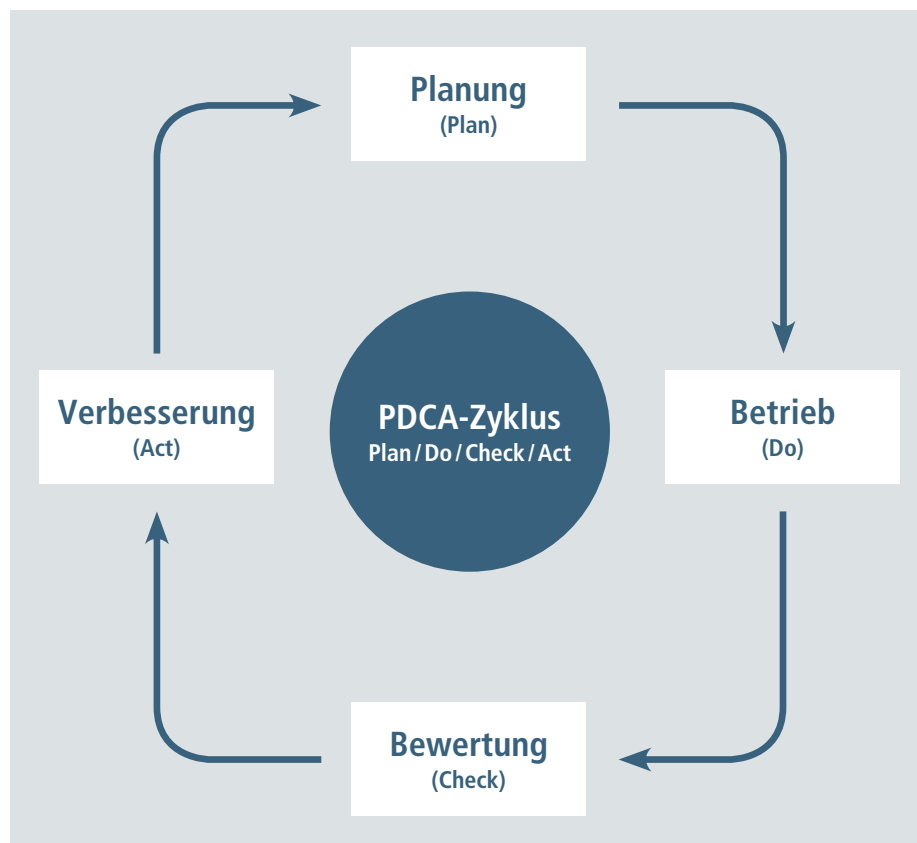 Planung
(Plan)
Verbesserung
(Act)
PDCA-Zyklus
Plan / Do / Check / Act
Betrieb
(Do)
Bewertung
(Check)